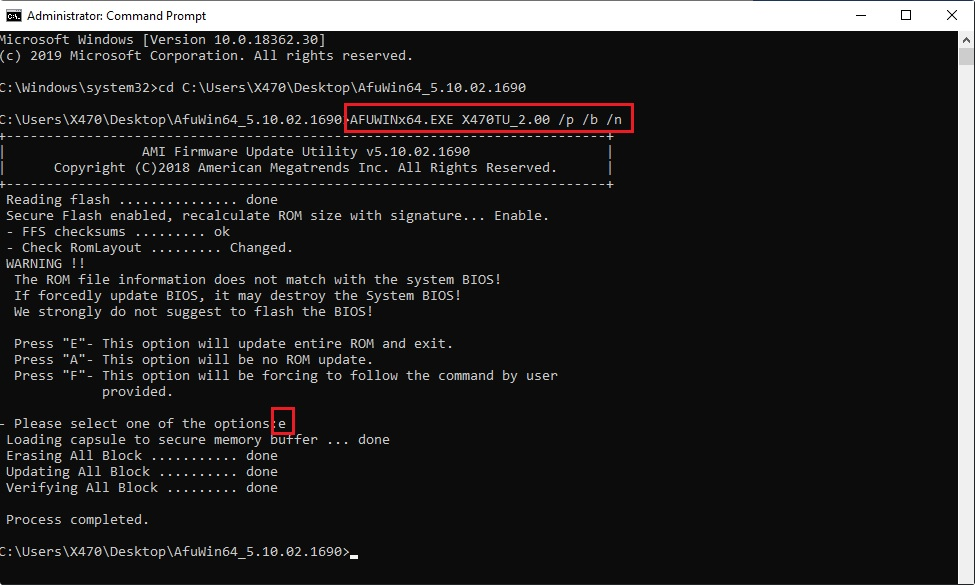 Administrator: Command Prompt
Microsoft Windows [Version 10.0.18362.30]
(c) 2019 Microsoft Corporation. All rights reserved.
C:\Windows\system32>cd C:\Users\X470\Desktop\AfuWin64_5.10.02.1690
C:\Users\X470\Desktop\AfuWin64_5.10.02.1690>AFUWINx64.EXE X470TU_2.00 /p /b /n
+---------------------------------------------------------------------------+
| AMI Firmware Update Utility v5.10.02.1690 |
| Copyright (C)2018 American Megatrends Inc. All Rights Reserved. |
+---------------------------------------------------------------------------+
Reading flash ............... done
Secure Flash enabled, recalculate ROM size with signature... Enable.
- FFS checksums ......... ok
- Check RomLayout ......... Changed.
WARNING !!
The ROM file information does not match with the system BIOS!
If forcedly update BIOS, it may destroy the System BIOS!
We strongly do not suggest to flash the BIOS!
Press "E"- This option will update entire ROM and exit.
Press "A"- This option will be no ROM update.
Press "F"- This option will be forcing to follow the command by user
provided.
- Please select one of the options:e
Loading capsule to secure memory buffer ... done
Erasing All Block ........... done
Updating All Block .......... done
Verifying All Block ......... done
Process completed.
C:\Users\X470\Desktop\AfuWin64_5.10.02.1690>